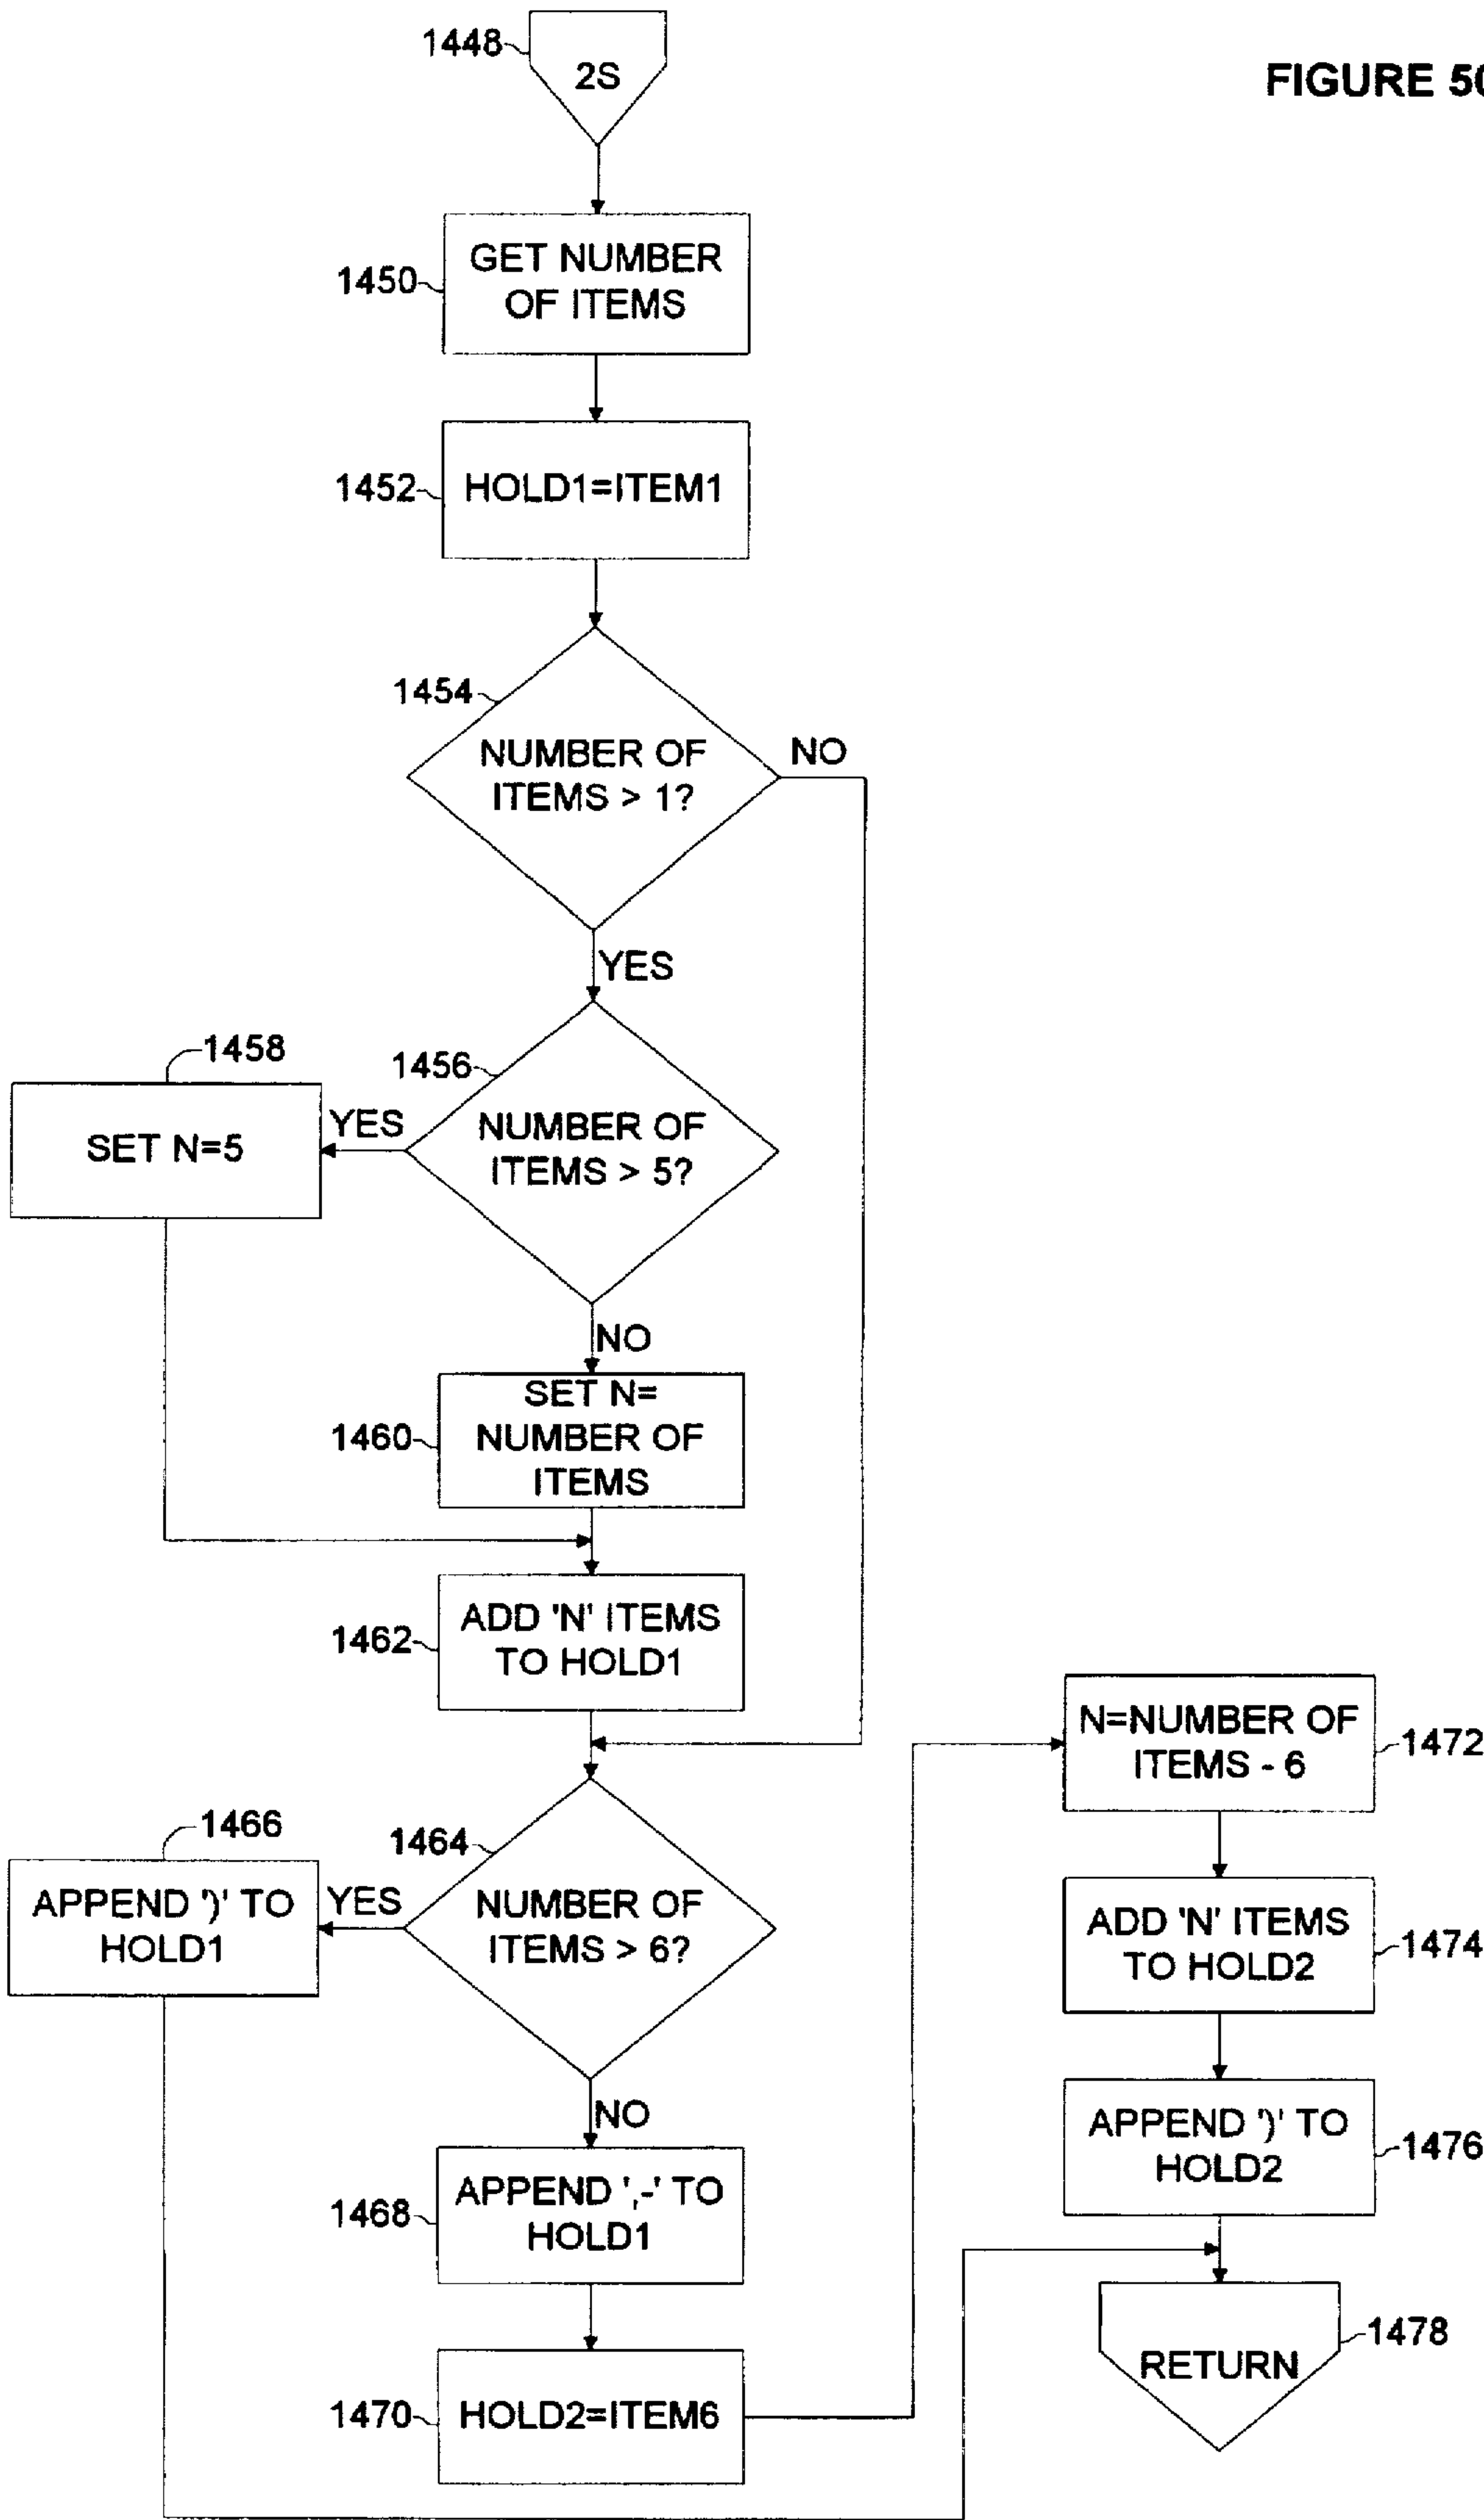 FIGURE 50
1448
2S
1450
GET NUMBER
OF ITEMS
1452
HOLD1=ITEM1
1454
NUMBER OF
ITEMS > 1?
NO
YES
1456
NUMBER OF
ITEMS > 5?
YES
1458
SET N=5
NO
1460
SET N=
NUMBER OF
ITEMS
1462
ADD 'N' ITEMS
TO HOLD1
1464
NUMBER OF
ITEMS > 6?
YES
1466
APPEND ')' TO
HOLD1
NO
1468
APPEND ',-' TO
HOLD1
1470
HOLD2=ITEM6
N=NUMBER OF
ITEMS - 6
1472
ADD 'N' ITEMS
TO HOLD2
1474
APPEND ')' TO
HOLD2
1476
RETURN
1478